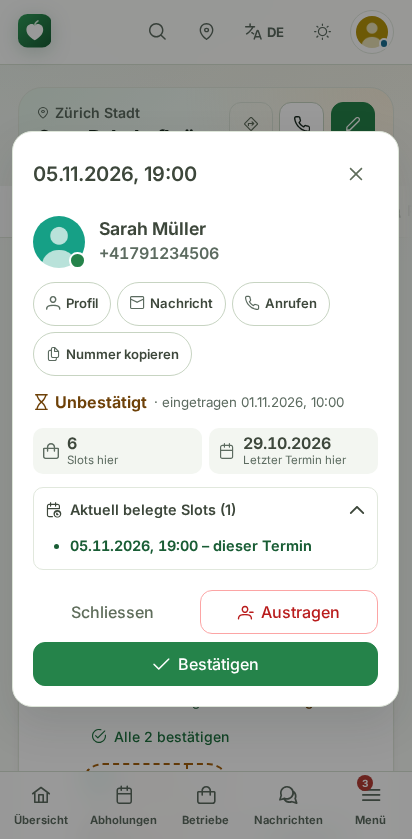 DE
Zürich Stadt
05.11.2026, 19:00
Sarah Müller
+41791234506
Profil
Nachricht
Anrufen
Nummer kopieren
Unbestätigt · eingetragen 01.11.2026, 10:00
6
Slots hier
29.10.2026
Letzter Termin hier
Aktuell belegte Slots (1)
• 05.11.2026, 19:00 – dieser Termin
Schliessen
Austragen
Bestätigen
Alle 2 bestätigen
3
Übersicht
Abholungen
Betriebe
Nachrichten
Menü